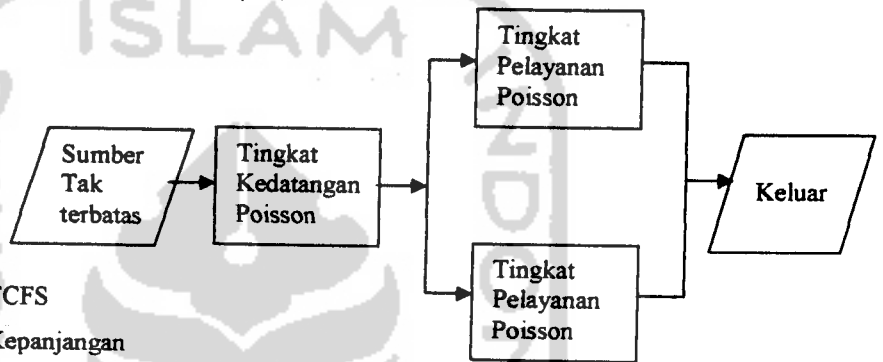 ISLAM
Sumber
Tak
terbatas
Tingkat
Kedatangan
Poisson
Tingkat
Pelayanan
Poisson
Tingkat
Pelayanan
Poisson
Keluar
FCFS
Kepanjangan